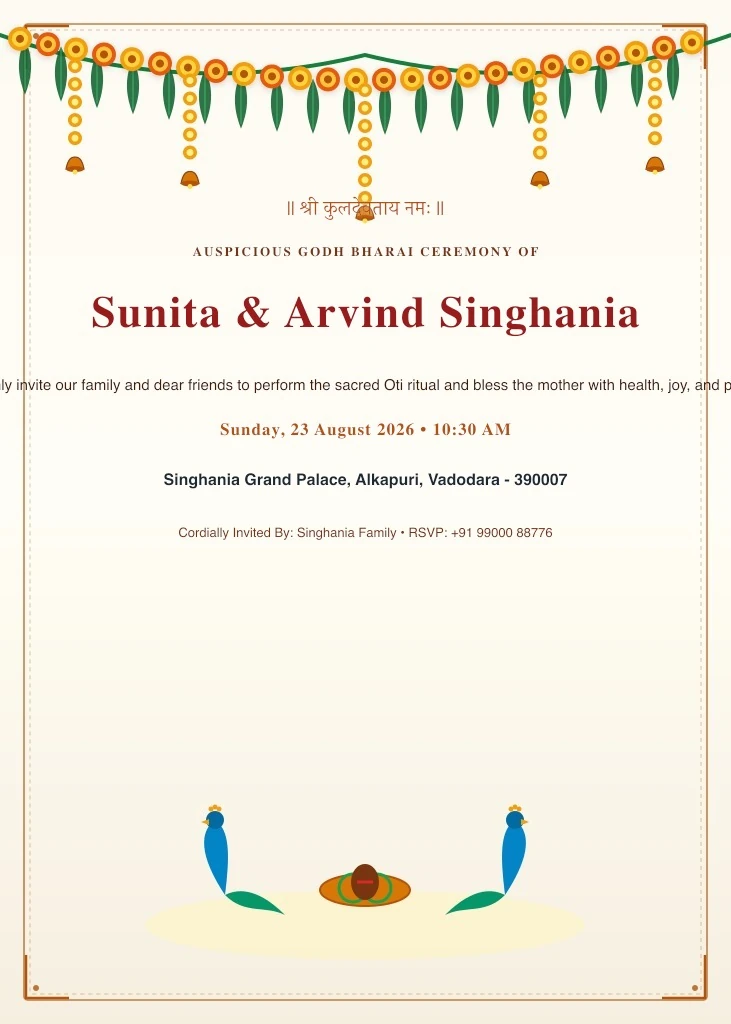 ॥ श्री कुलदेवताय नमः ॥
AUSPICIOUS GODH BHARAI CEREMONY OF
Sunita & Arvind Singhania
invite our family and dear friends to perform the sacred Oti ritual and bless the mother with health, joy, and
Sunday, 23 August 2026 • 10:30 AM
Singhania Grand Palace, Alkapuri, Vadodara - 390007
Cordially Invited By: Singhania Family • RSVP: +91 99000 88776